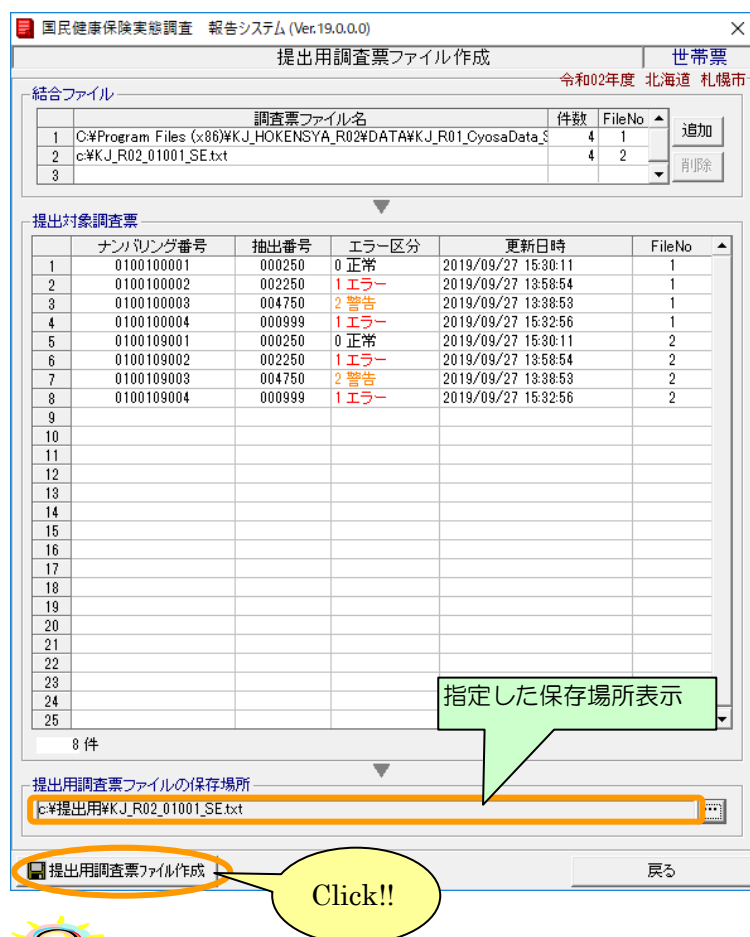 国民健康保険実態調査 報告システム (Ver.19.0.0.0)
提出用調査票ファイル作成 世帯票
令和02年度 北海道 札幌市
結合ファイル
調査票ファイル名 件数 FileNo
1 C:¥Program Files (x86)¥KJ_HOKENSYA_R02¥DATA¥KJ_R01_CyosaData_S 4 1
2 c:¥KJ_R02_01001_SE.txt 4 2
3
追加
削除
提出対象調査票
ナンバリング番号 抽出番号 エラー区分 更新日時 FileNo
1 0100100001 000250 0 正常 2019/09/27 15:30:11 1
2 0100100002 002250 1 エラー 2019/09/27 13:58:54 1
3 0100100003 004750 2 警告 2019/09/27 13:38:53 1
4 0100100004 000999 1 エラー 2019/09/27 15:32:56 1
5 0100109001 000250 0 正常 2019/09/27 15:30:11 2
6 0100109002 002250 1 エラー 2019/09/27 13:58:54 2
7 0100109003 004750 2 警告 2019/09/27 13:38:53 2
8 0100109004 000999 1 エラー 2019/09/27 15:32:56 2
9
10
11
12
13
14
15
16
17
18
19
20
21
22
23
24
25
指定した保存場所表示
8 件
提出用調査票ファイルの保存場所
c:¥提出用¥KJ_R02_01001_SE.txt ...
提出用調査票ファイル作成 戻る
Click!!